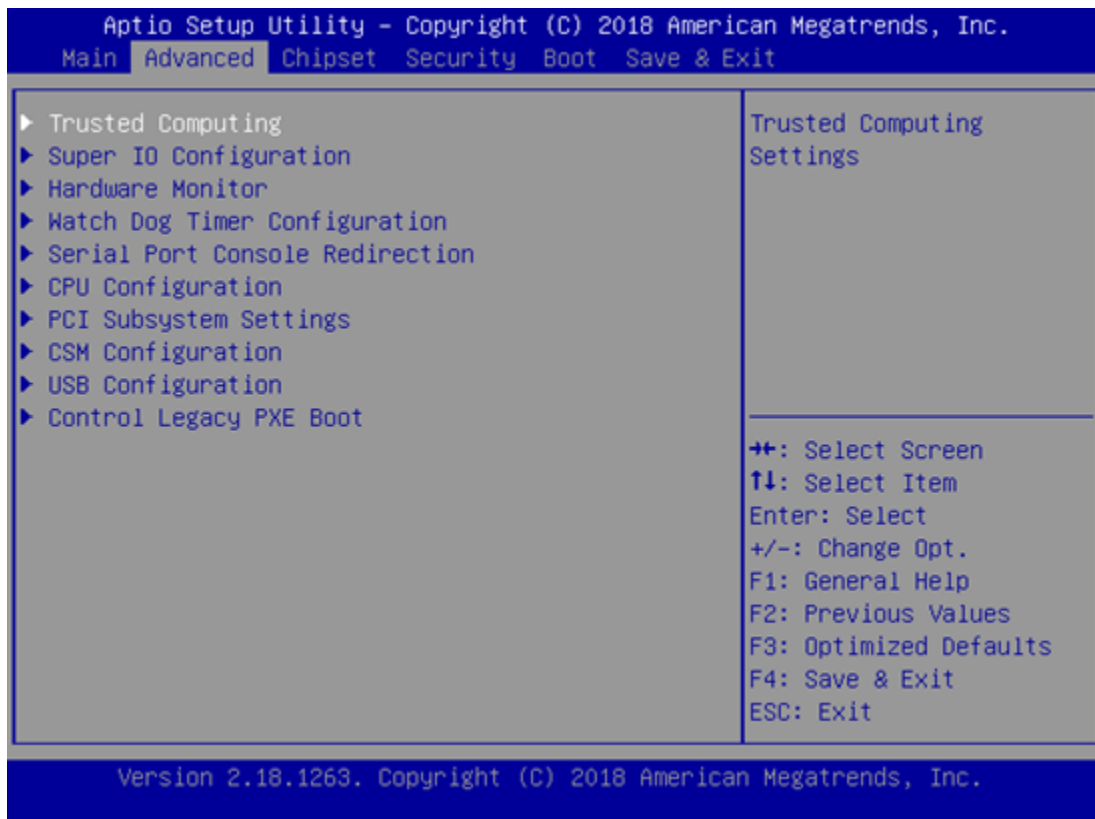 Aptio Setup Utility – Copyright (C) 2018 American Megatrends, Inc.
Main Advanced Chipset Security Boot Save & Exit
Trusted Computing
Super IO Configuration
Hardware Monitor
Watch Dog Timer Configuration
Serial Port Console Redirection
CPU Configuration
PCI Subsystem Settings
CSM Configuration
USB Configuration
Control Legacy PXE Boot
Trusted Computing
Settings
→←: Select Screen
↑↓: Select Item
Enter: Select
+/-: Change Opt.
F1: General Help
F2: Previous Values
F3: Optimized Defaults
F4: Save & Exit
ESC: Exit
Version 2.18.1263. Copyright (C) 2018 American Megatrends, Inc.